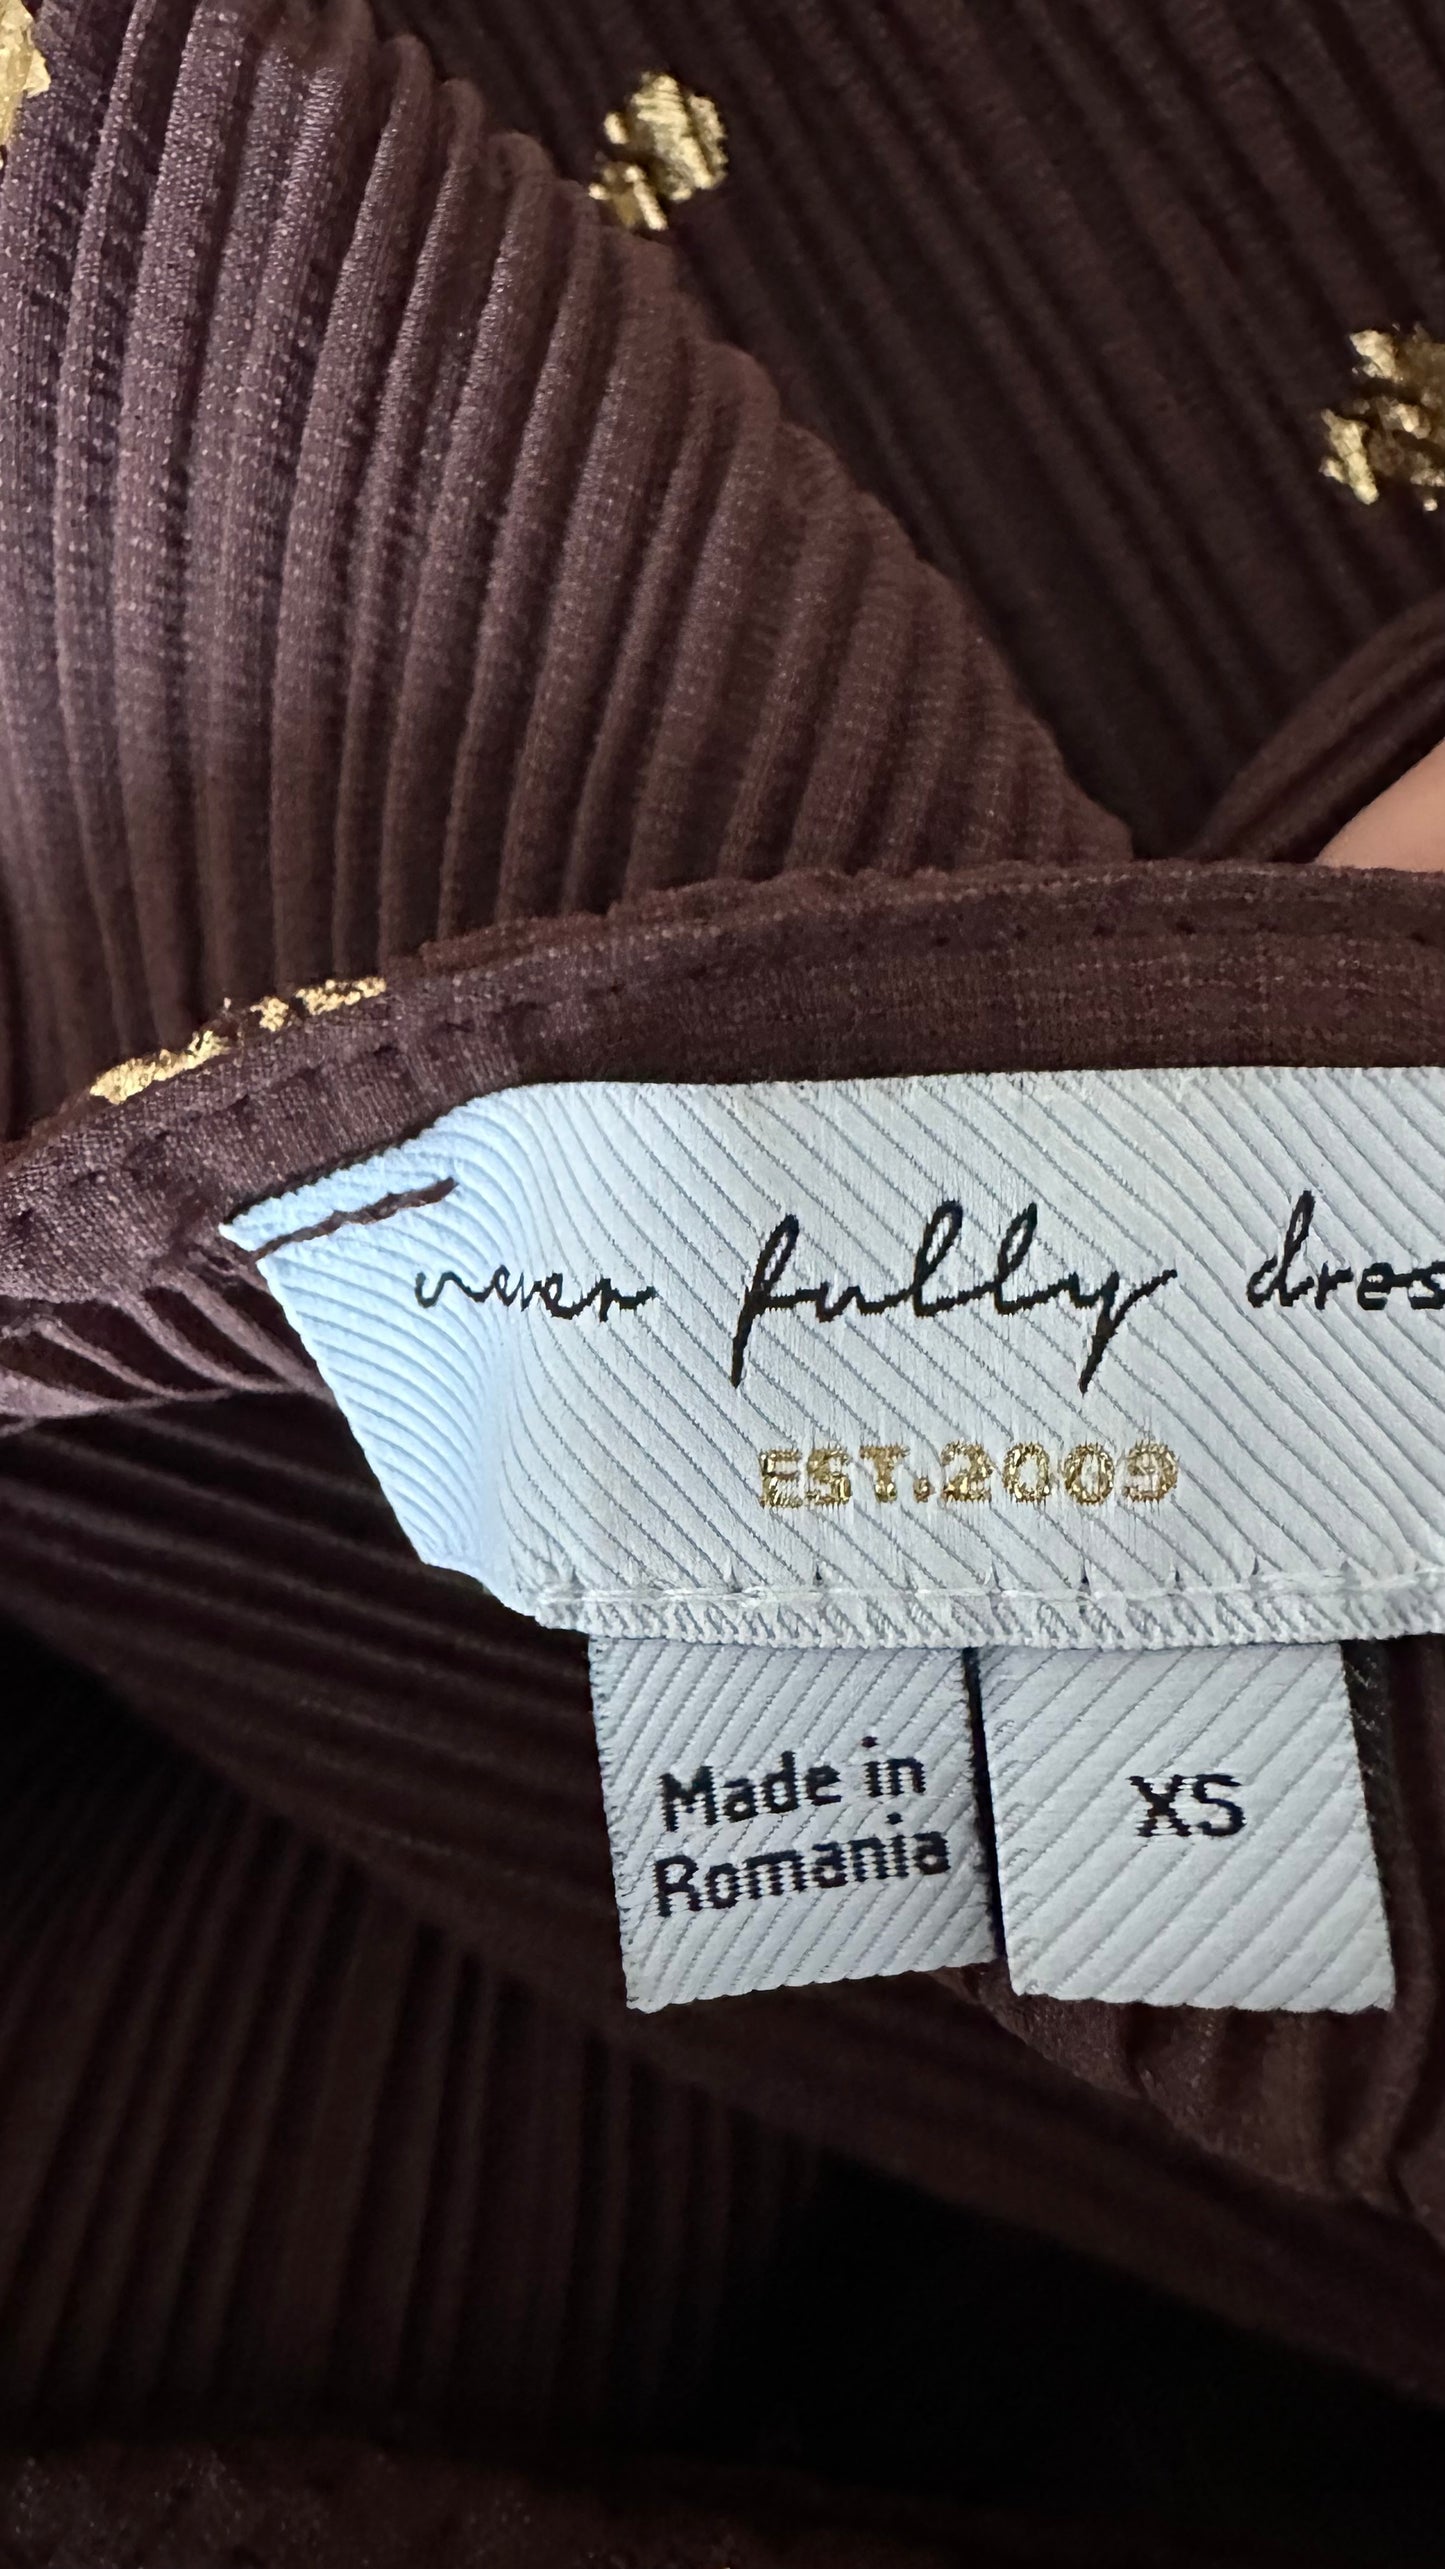 never fully dres
EST.2009
Made in
Romania
XS